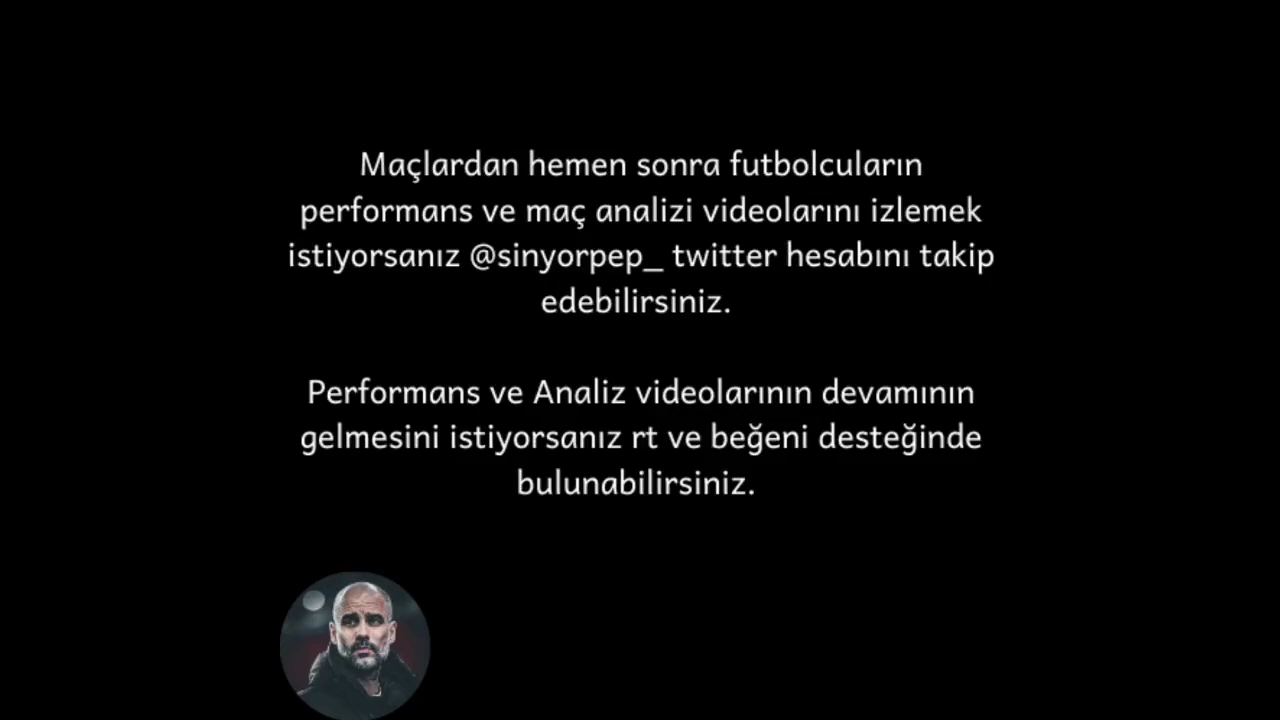 Maçlardan hemen sonra futbolcuların
performans ve maç analizi videolarını izlemek
istiyorsanız @sinyorpep_ twitter hesabını takip
edebilirsiniz.
Performans ve Analiz videolarının devamının
gelmesini istiyorsanız rt ve beğeni desteğinde
bulunabilirsiniz.